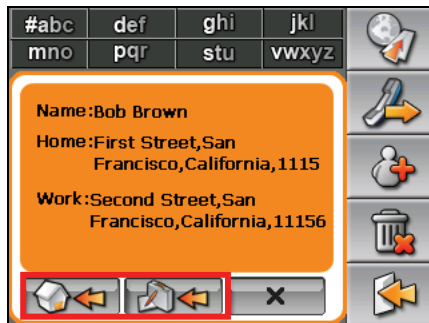 #abc def ghi jkl
mno pqr stu vwxyz
Name:Bob Brown
Home:First Street,San
Francisco,California,1115
Work:Second Street,San
Francisco,California,11156